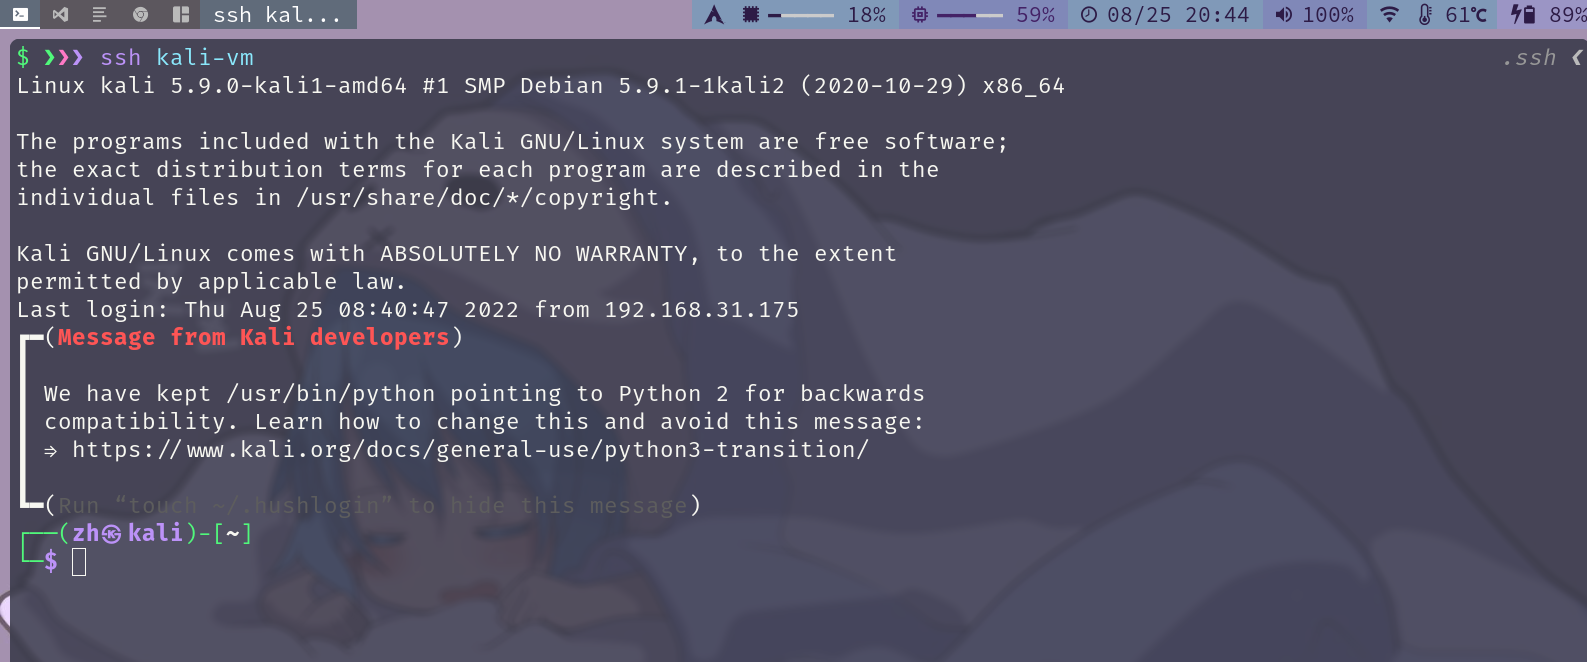 ssh kal...
18%
59%
08/25 20:44
100%
61℃
89%
$ ❯❯❯ ssh kali-vm
.ssh ❮
Linux kali 5.9.0-kali1-amd64 #1 SMP Debian 5.9.1-1kali2 (2020-10-29) x86_64
The programs included with the Kali GNU/Linux system are free software;
the exact distribution terms for each program are described in the
individual files in /usr/share/doc/*/copyright.
Kali GNU/Linux comes with ABSOLUTELY NO WARRANTY, to the extent
permitted by applicable law.
Last login: Thu Aug 25 08:40:47 2022 from 192.168.31.175
┏━(Message from Kali developers)
We have kept /usr/bin/python pointing to Python 2 for backwards
compatibility. Learn how to change this and avoid this message:
⇒ https://www.kali.org/docs/general-use/python3-transition/
┗━(Run “touch ~/.hushlogin” to hide this message)
┌──(zh㉿kali)-[~]
└─$